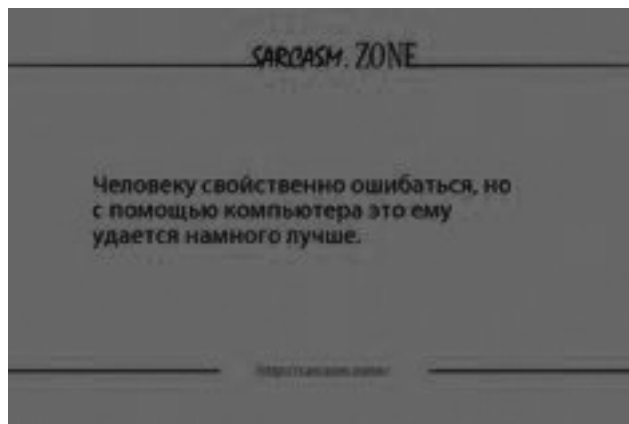 SARCASM. ZONE
Человеку свойственно ошибаться, но
с помощью компьютера это ему
удается намного лучше.